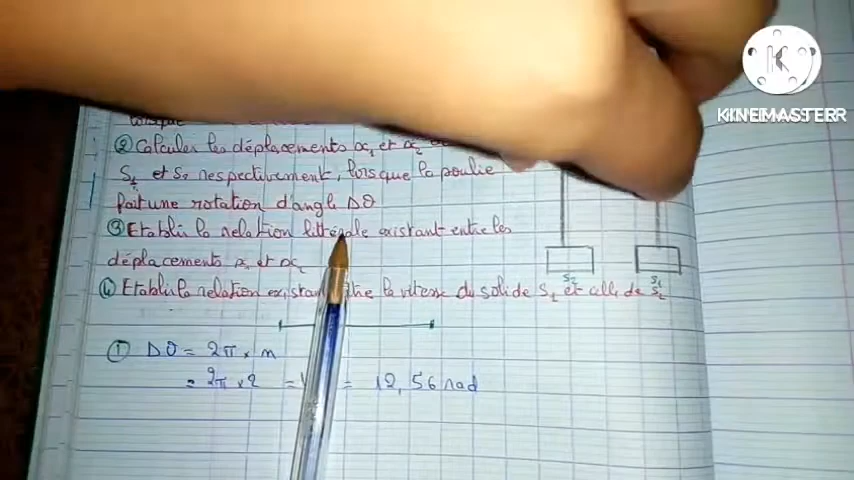 KINEMASTER
lorsque
② Calculer les déplacements x₁ et x₂
S₁ et S₂ respectivement, lorsque la poulie
fait une rotation d'angle Δθ
③ Etablir la relation littérale existant entre les
déplacements x₁ et x₂
④ Etablir la relation existant entre la vitesse du solide S₁ et celle de S₂
S₂ S₁
① Δθ = 2π × n
= 2π × 2 = = 12,56 rad